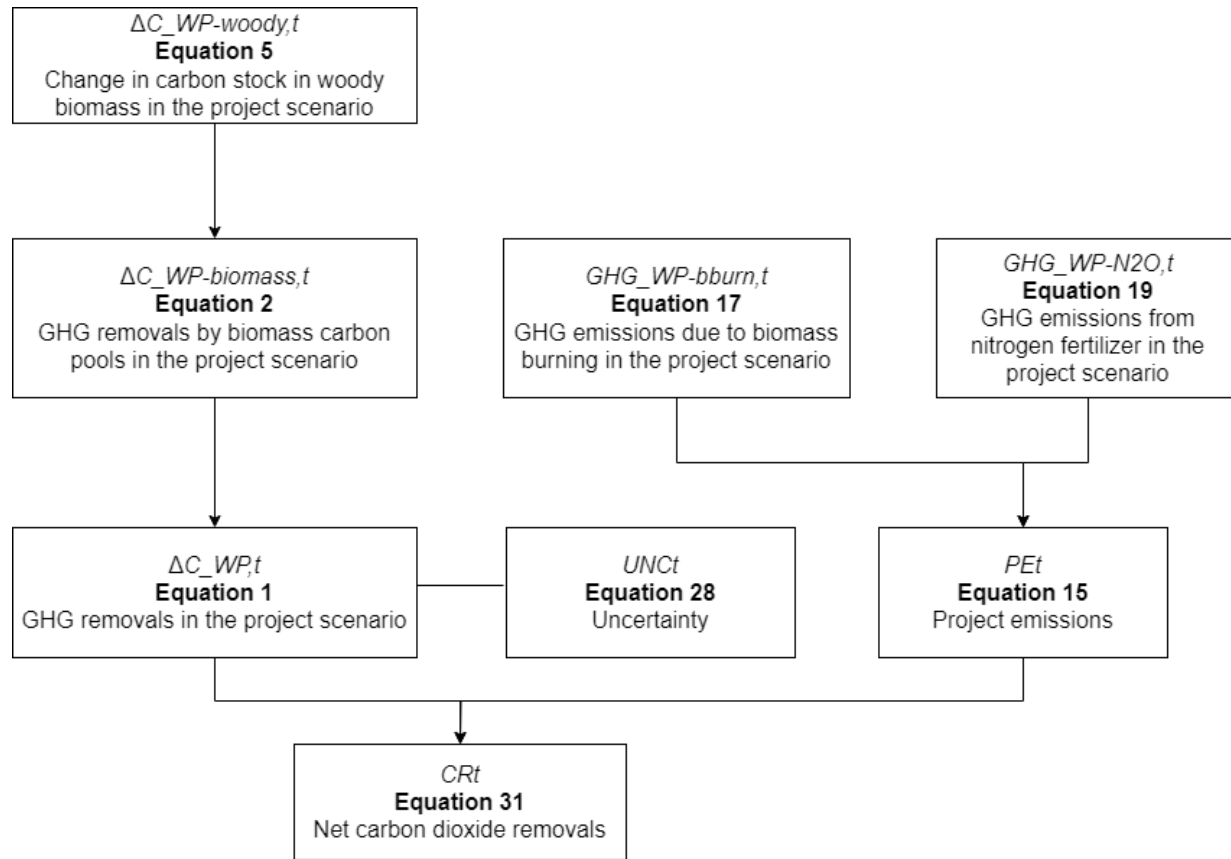 ΔC_WP-woody,t
Equation 5
Change in carbon stock in woody
biomass in the project scenario
ΔC_WP-biomass,t
Equation 2
GHG removals by biomass carbon
pools in the project scenario
GHG_WP-bburn,t
Equation 17
GHG emissions due to biomass
burning in the project scenario
GHG_WP-N2O,t
Equation 19
GHG emissions from
nitrogen fertilizer in the
project scenario
ΔC_WP,t
Equation 1
GHG removals in the project scenario
UNCt
Equation 28
Uncertainty
PEt
Equation 15
Project emissions
CRt
Equation 31
Net carbon dioxide removals